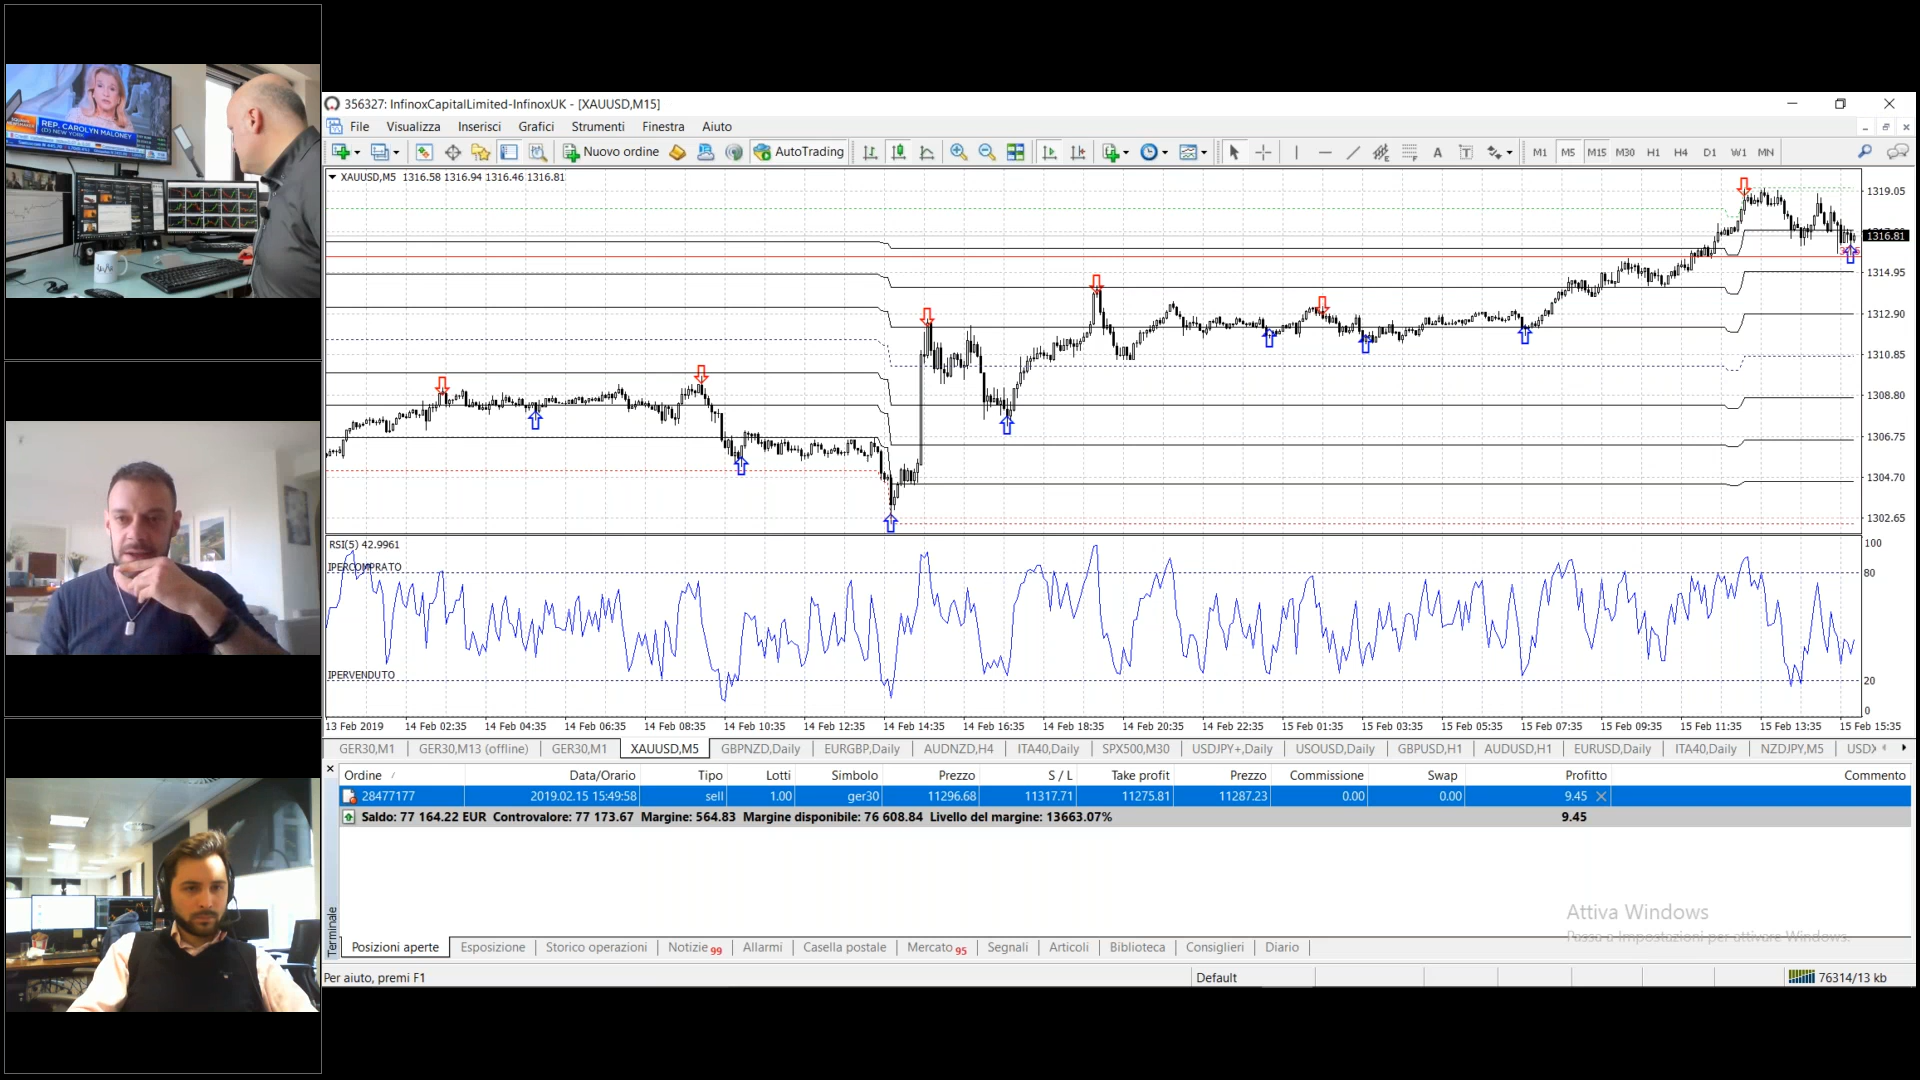 REP. CAROLYN MALONEY
(D) NEW YORK
356327: InfinoxCapitalLimited-InfinoxUK - [XAUUSD,M15]
File Visualizza Inserisci Grafici Strumenti Finestra Aiuto
Nuovo ordine AutoTrading A T M1 M5 M15 M30 H1 H4 D1 W1 MN
XAUUSD,M5 1316.58 1316.94 1316.46 1316.81
1319.05
1316.81
1314.95
1312.90
1310.85
1308.80
1306.75
1304.70
1302.65
RSI(5) 42.9961
100
IPERCOMPRATO
80
IPERVENDUTO
20
0
13 Feb 2019 14 Feb 02:35 14 Feb 04:35 14 Feb 06:35 14 Feb 08:35 14 Feb 10:35 14 Feb 12:35 14 Feb 14:35 14 Feb 16:35 14 Feb 18:35 14 Feb 20:35 14 Feb 22:35 15 Feb 01:35 15 Feb 03:35 15 Feb 05:35 15 Feb 07:35 15 Feb 09:35 15 Feb 11:35 15 Feb 13:35 15 Feb 15:35
GER30,M1 GER30,M13 (offline) GER30,M1 XAUUSD,M5 GBPNZD,Daily EURGBP,Daily AUDNZD,H4 ITA40,Daily SPX500,M30 USDJPY+,Daily USOUSD,Daily GBPUSD,H1 AUDUSD,H1 EURUSD,Daily ITA40,Daily NZDJPY,M5 USD
Ordine / Data/Orario Tipo Lotti Simbolo Prezzo S / L Take profit Prezzo Commissione Swap Profitto Commento
28477177 2019.02.15 15:49:58 sell 1.00 ger30 11296.68 11317.71 11275.81 11287.23 0.00 0.00 9.45
Saldo: 77 164.22 EUR Controvalore: 77 173.67 Margine: 564.83 Margine disponibile: 76 608.84 Livello del margine: 13663.07% 9.45
Attiva Windows
Passa a Impostazioni per attivare Windows.
Terminale
Posizioni aperte Esposizione Storico operazioni Notizie 99 Allarmi Casella postale Mercato 95 Segnali Articoli Biblioteca Consiglieri Diario
Per aiuto, premi F1 Default 76314/13 kb